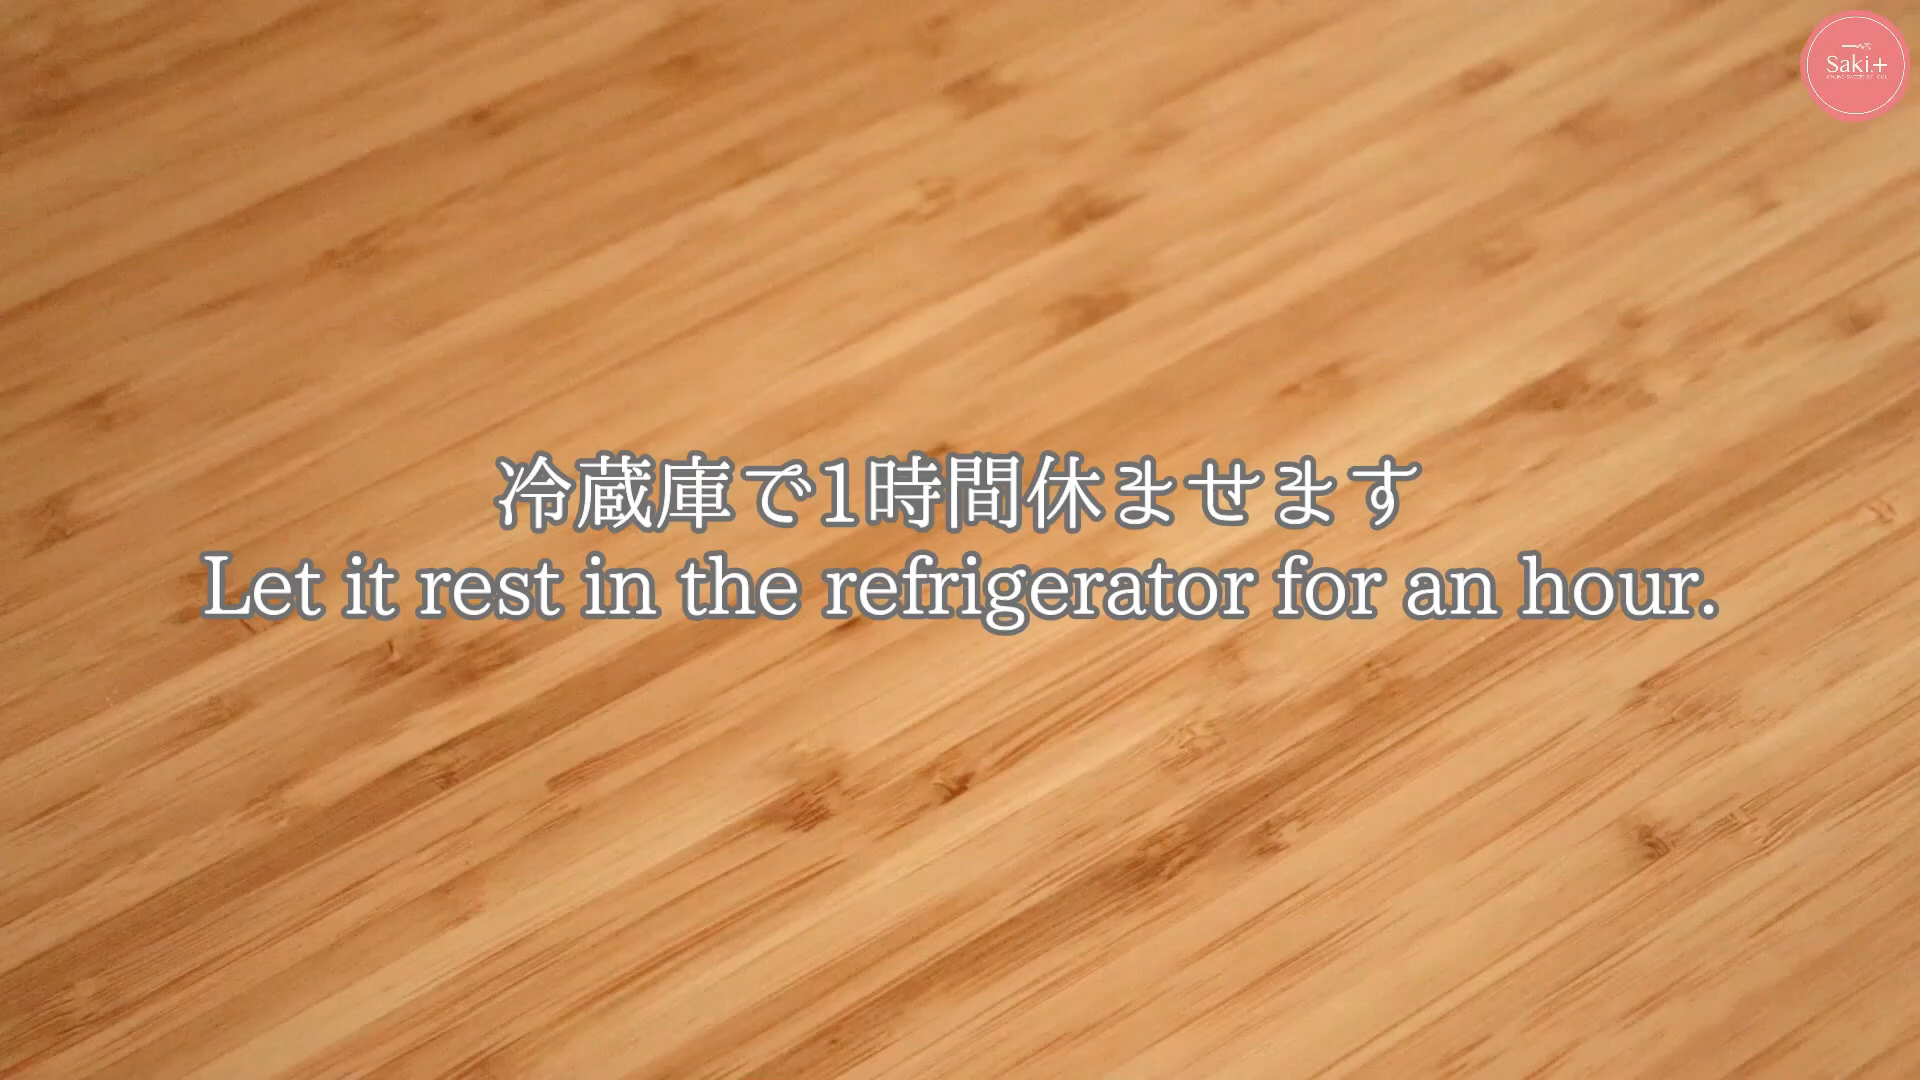 Saki.+
冷蔵庫で1時間休ませます
Let it rest in the refrigerator for an hour.